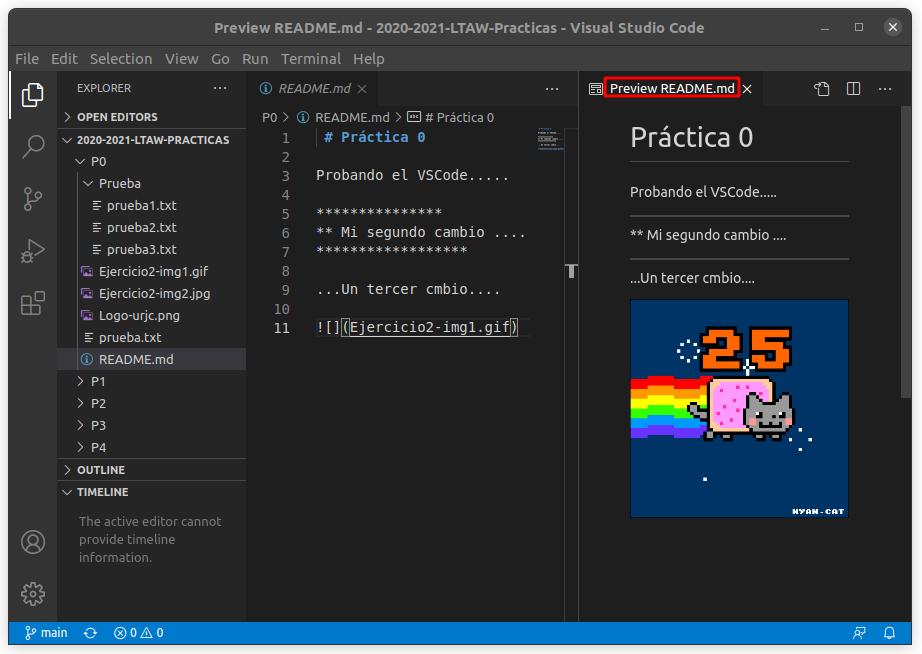 Preview README.md - 2020-2021-LTAW-Practicas - Visual Studio Code
File Edit Selection View Go Run Terminal Help
EXPLORER
OPEN EDITORS
2020-2021-LTAW-PRACTICAS
P0
Prueba
prueba1.txt
prueba2.txt
prueba3.txt
Ejercicio2-img1.gif
Ejercicio2-img2.jpg
Logo-urjc.png
prueba.txt
README.md
P1
P2
P3
P4
OUTLINE
TIMELINE
The active editor cannot
provide timeline
information.
README.md
P0 > README.md > # Práctica 0
1 # Práctica 0
2
3 Probando el VSCode.....
4
5 ***************
6 ** Mi segundo cambio ....
7 ******************
8
9 ...Un tercer cmbio....
10
11 ![](Ejercicio2-img1.gif)
Preview README.md
Práctica 0
Probando el VSCode.....
** Mi segundo cambio ....
...Un tercer cmbio....
25
NYAN-CAT
main 0 0